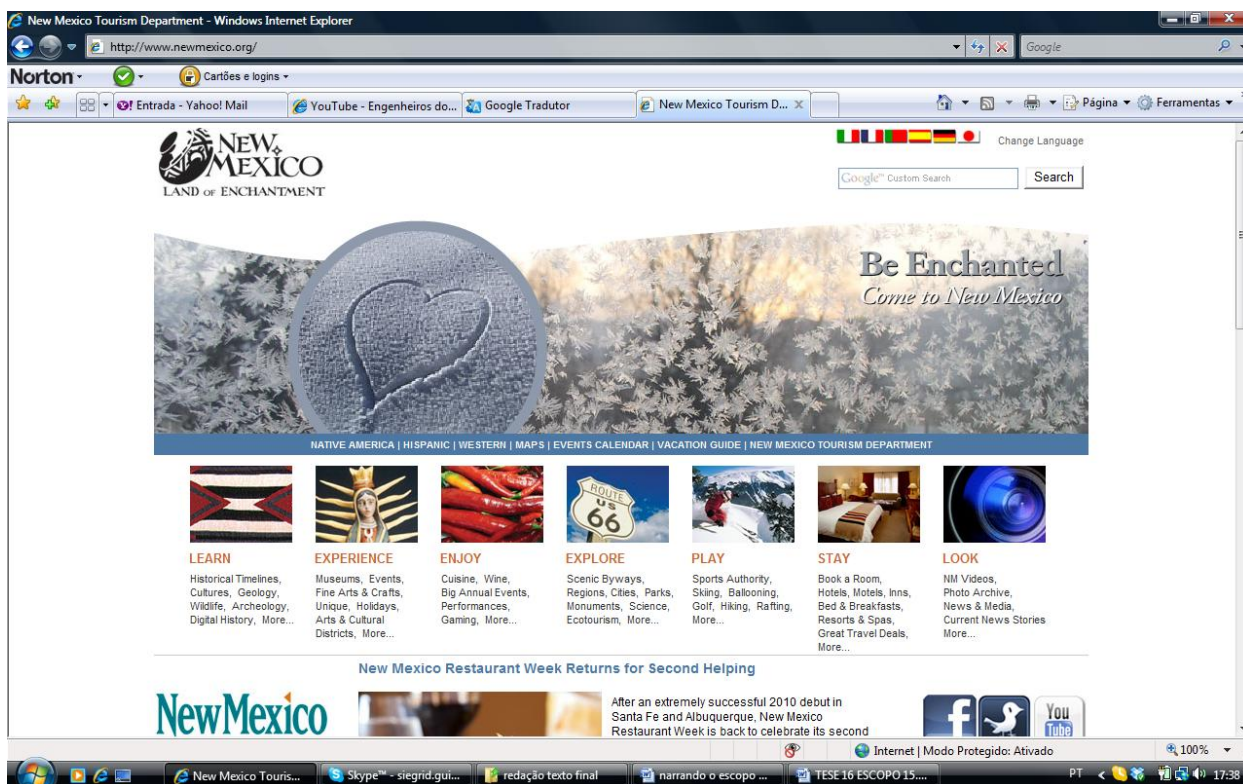 New Mexico Tourism Department - Windows Internet Explorer
http://www.newmexico.org/
Google
Norton
Cartões e logins
Entrada - Yahoo! Mail
YouTube - Engenheiros do...
Google Tradutor
New Mexico Tourism D...
Página
Ferramentas
NEW MEXICO
LAND OF ENCHANTMENT
Change Language
Google™ Custom Search
Search
Be Enchanted
Come to New Mexico
NATIVE AMERICA | HISPANIC | WESTERN | MAPS | EVENTS CALENDAR | VACATION GUIDE | NEW MEXICO TOURISM DEPARTMENT
ROUTE
US
66
LEARN
Historical Timelines,
Cultures, Geology,
Wildlife, Archeology,
Digital History, More...
EXPERIENCE
Museums, Events,
Fine Arts & Crafts,
Unique, Holidays,
Arts & Cultural
Districts, More...
ENJOY
Cuisine, Wine,
Big Annual Events,
Performances,
Gaming, More...
EXPLORE
Scenic Byways,
Regions, Cities, Parks,
Monuments, Science,
Ecotourism, More...
PLAY
Sports Authority,
Skiing, Ballooning,
Golf, Hiking, Rafting,
More...
STAY
Book a Room,
Hotels, Motels, Inns,
Bed & Breakfasts,
Resorts & Spas,
Great Travel Deals,
More...
LOOK
NM Videos,
Photo Archive,
News & Media,
Current News Stories
More...
New Mexico Restaurant Week Returns for Second Helping
New Mexico
After an extremely successful 2010 debut in
Santa Fe and Albuquerque, New Mexico
Restaurant Week is back to celebrate its second
f
You
Tube
Internet | Modo Protegido: Ativado
100%
New Mexico Touris...
Skype™ - siegrid.gui...
redação texto final
narrando o escopo ...
TESE 16 ESCOPO 15....
PT
17:38